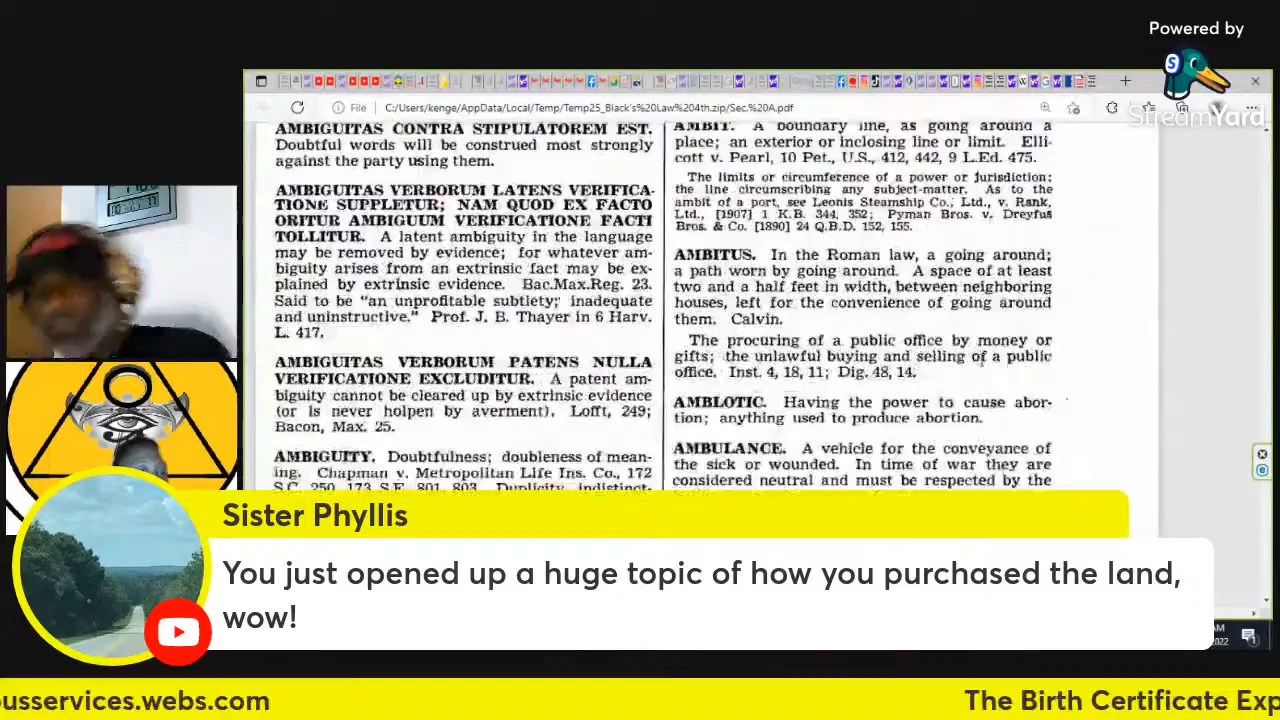 Powered by
StreamYard
File
C:/Users/kenge/AppData/Local/Temp/Temp25_Black's%20Law%204th.zip/Sec.%20A.pdf
AMBIGUITAS CONTRA STIPULATOREM EST.
Doubtful words will be construed most strongly
against the party using them.
AMBIGUITAS VERBORUM LATENS VERIFICA-
TIONE SUPPLETUR; NAM QUOD EX FACTO
ORITUR AMBIGUUM VERIFICATIONE FACTI
TOLLITUR. A latent ambiguity in the language
may be removed by evidence; for whatever am-
biguity arises from an extrinsic fact may be ex-
plained by extrinsic evidence. Bac.Max.Reg. 23.
Said to be "an unprofitable subtlety; inadequate
and uninstructive." Prof. J. B. Thayer in 6 Harv.
L. 417.
AMBIGUITAS VERBORUM PATENS NULLA
VERIFICATIONE EXCLUDITUR. A patent am-
biguity cannot be cleared up by extrinsic evidence
(or is never holpen by averment). Lofft, 249;
Bacon, Max. 25.
AMBIGUITY. Doubtfulness; doubleness of mean-
ing. Chapman v. Metropolitan Life Ins. Co., 172
S.C. 250, 173 S.E. 801, 803. Duplicity, indistinct-
AMBIT. A boundary line, as going around a
place; an exterior or inclosing line or limit. Elli-
cott v. Pearl, 10 Pet., U.S., 412, 442, 9 L.Ed. 475.
The limits or circumference of a power or jurisdiction;
the line circumscribing any subject-matter. As to the
ambit of a port, see Leonis Steamship Co., Ltd., v. Rank,
Ltd., [1907] 1 K.B. 344, 352; Pyman Bros. v. Dreyfus
Bros. & Co. [1890] 24 Q.B.D. 152, 155.
AMBITUS. In the Roman law, a going around;
a path worn by going around. A space of at least
two and a half feet in width, between neighboring
houses, left for the convenience of going around
them. Calvin.
The procuring of a public office by money or
gifts; the unlawful buying and selling of a public
office. Inst. 4, 18, 11; Dig. 48, 14.
AMBLOTIC. Having the power to cause abor-
tion; anything used to produce abortion.
AMBULANCE. A vehicle for the conveyance of
the sick or wounded. In time of war they are
considered neutral and must be respected by the
Sister Phyllis
You just opened up a huge topic of how you purchased the land,
wow!
AM
2022
ousservices.webs.com
The Birth Certificate Exp